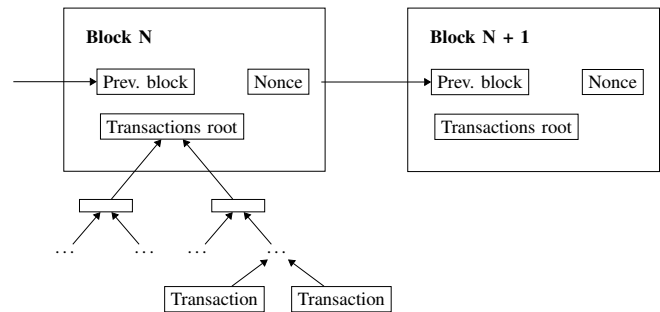 Block N
Block N + 1
Prev. block
Nonce
Prev. block
Nonce
Transactions root
Transactions root
...
...
...
...
Transaction
Transaction